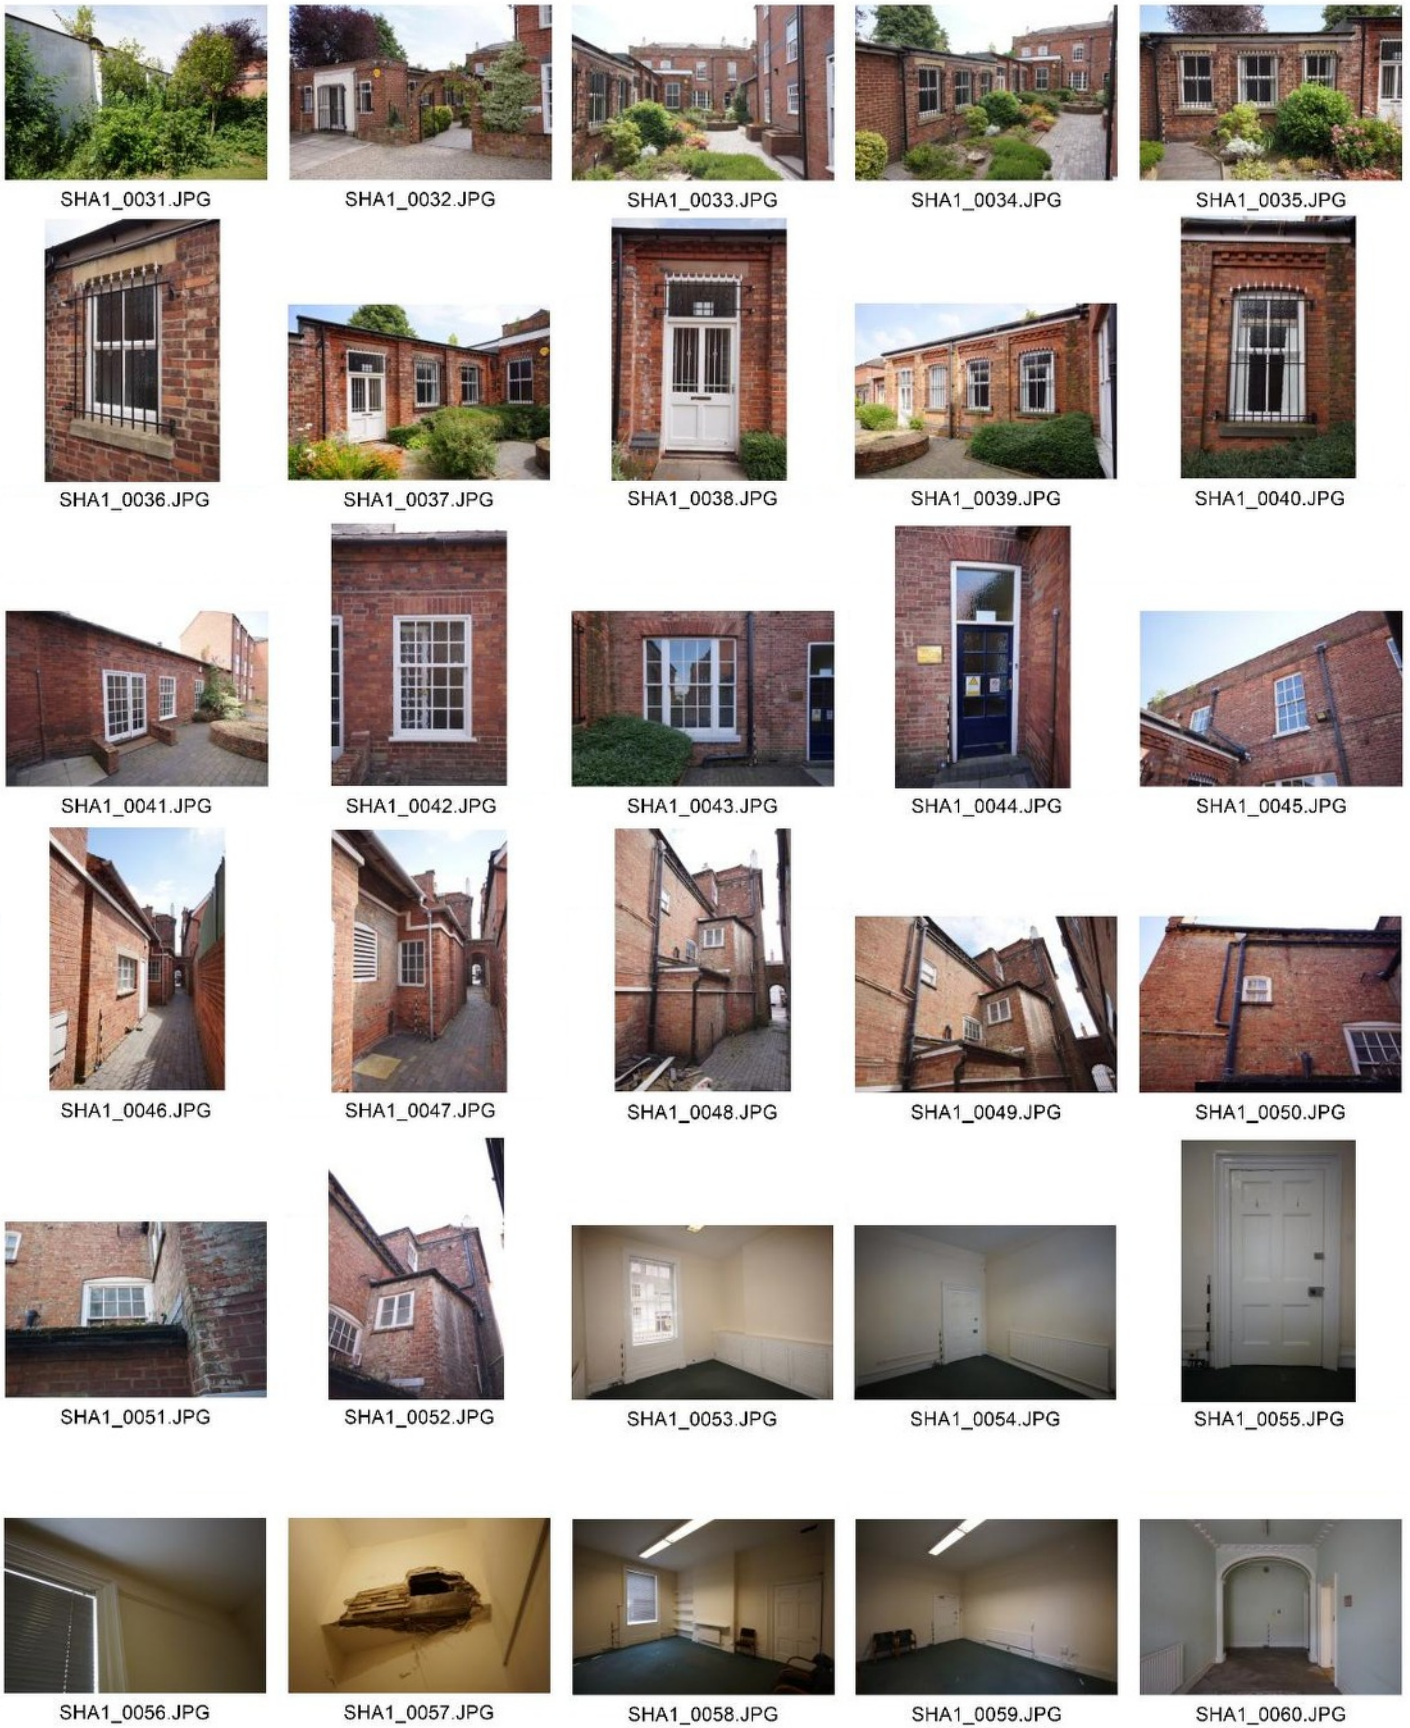 SHA1_0031.JPG SHA1_0032.JPG SHA1_0033.JPG SHA1_0034.JPG SHA1_0035.JPG
SHA1_0036.JPG SHA1_0037.JPG SHA1_0038.JPG SHA1_0039.JPG SHA1_0040.JPG
SHA1_0041.JPG SHA1_0042.JPG SHA1_0043.JPG SHA1_0044.JPG SHA1_0045.JPG
SHA1_0046.JPG SHA1_0047.JPG SHA1_0048.JPG SHA1_0049.JPG SHA1_0050.JPG
SHA1_0051.JPG SHA1_0052.JPG SHA1_0053.JPG SHA1_0054.JPG SHA1_0055.JPG
SHA1_0056.JPG SHA1_0057.JPG SHA1_0058.JPG SHA1_0059.JPG SHA1_0060.JPG